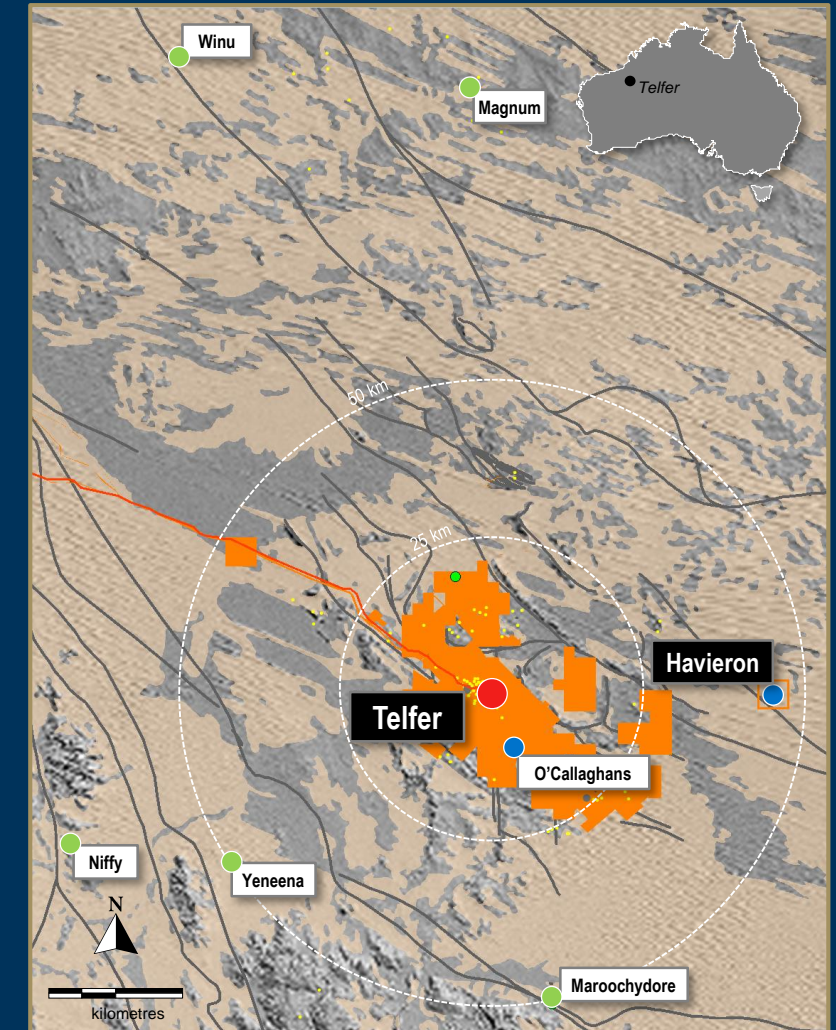 Winu
Magnum
Telfer
50 km
25 km
Havieron
Telfer
O'Callaghans
Niffy
Yeneena
N
Maroochydore
kilometres